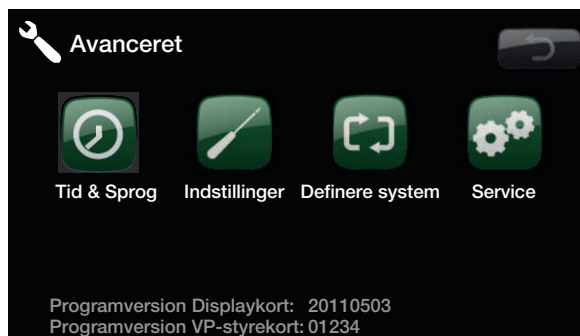 Avanceret
Tid & Sprog
Indstillinger
Definere system
Service
Programversion Displaykort: 20110503
Programversion VP-styrekort: 01234